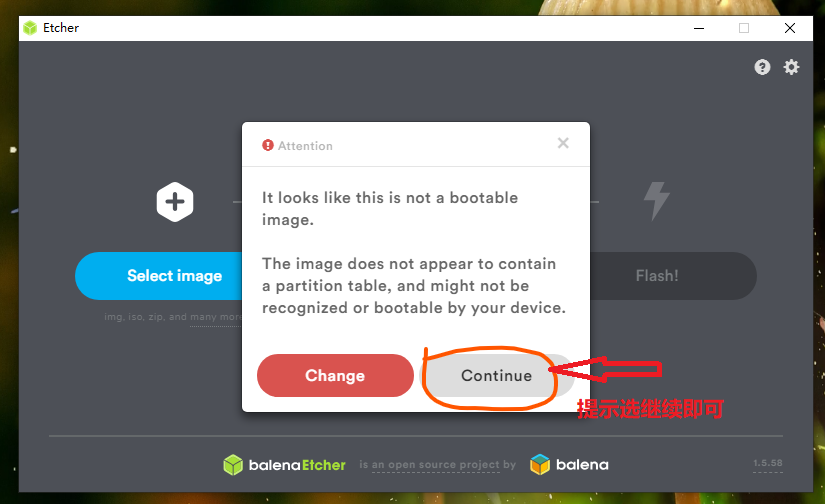 Etcher
Attention
It looks like this is not a bootable
image.
The image does not appear to contain
a partition table, and might not be
recognized or bootable by your device.
Select image
Flash!
img, iso, zip, and many more
Change
Continue
提示选继续即可
balenaEtcher is an open source project by balena
1.5.58